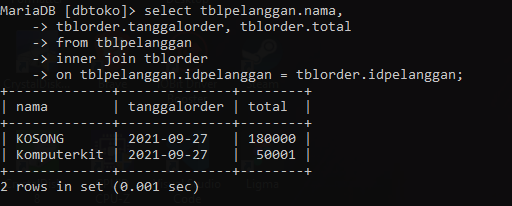 MariaDB [dbtoko]> select tblpelanggan.nama,
    -> tblorder.tanggalorder, tblorder.total
    -> from tblpelanggan
    -> inner join tblorder
    -> on tblpelanggan.idpelanggan = tblorder.idpelanggan;
+-------------+--------------+--------+
| nama        | tanggalorder | total  |
+-------------+--------------+--------+
| KOSONG      | 2021-09-27   | 180000 |
| Komputerkit | 2021-09-27   |  50001 |
+-------------+--------------+--------+
2 rows in set (0.001 sec)